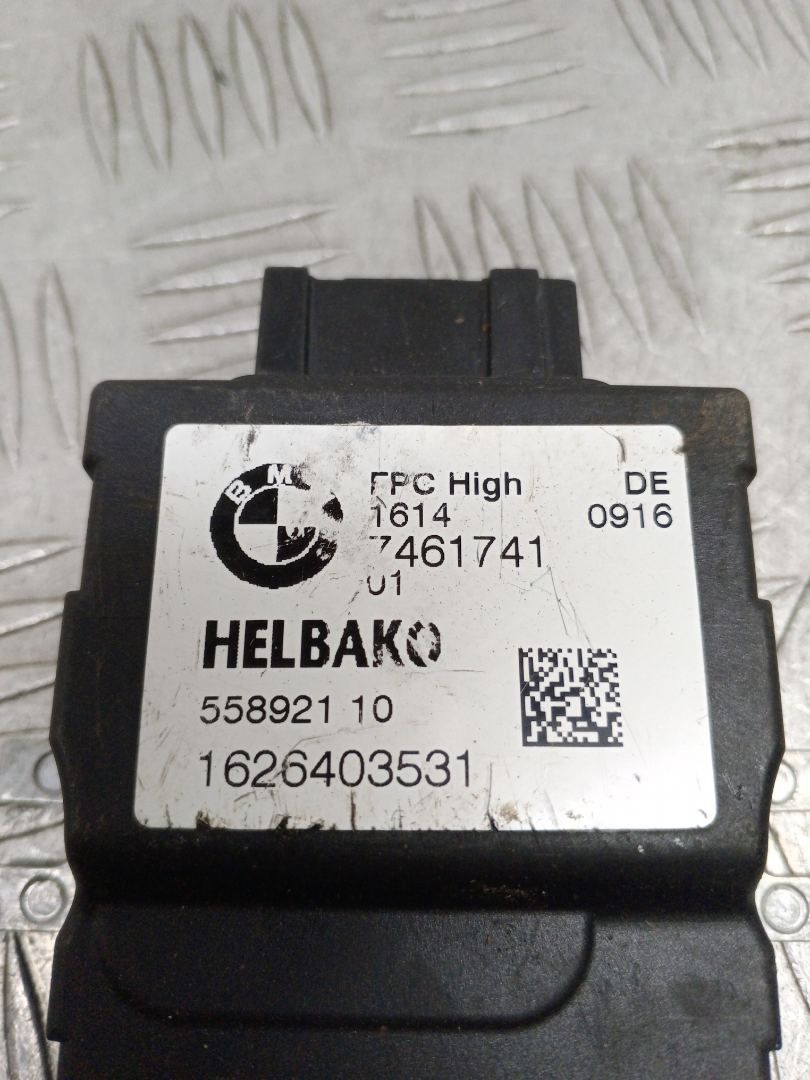 BMW
FPC High DE
1614 0916
7461741
01
HELBAKO
558921 10
1626403531